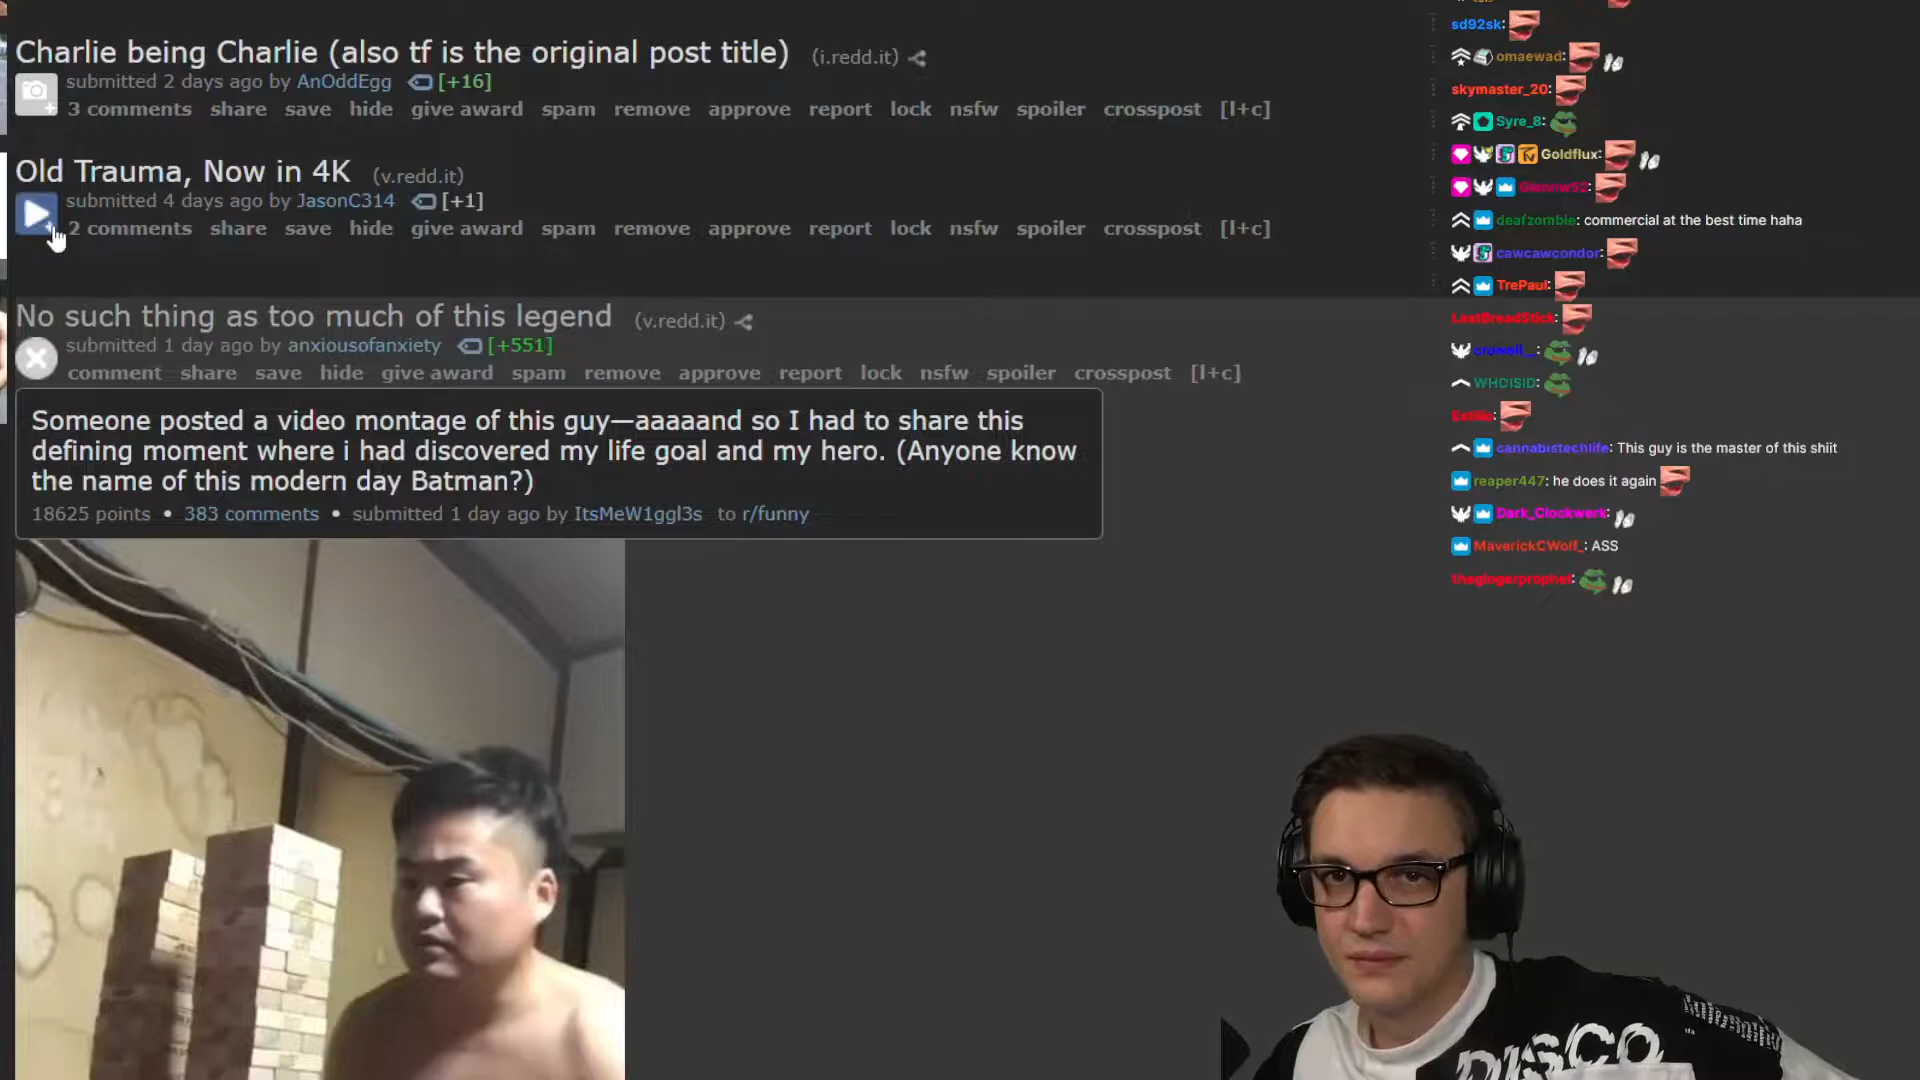 Charlie being Charlie (also tf is the original post title) (i.redd.it)
submitted 2 days ago by AnOddEgg [+16]
3 comments share save hide give award spam remove approve report lock nsfw spoiler crosspost [l+c]
Old Trauma, Now in 4K (v.redd.it)
submitted 4 days ago by JasonC314 [+1]
2 comments share save hide give award spam remove approve report lock nsfw spoiler crosspost [l+c]
No such thing as too much of this legend (v.redd.it)
submitted 1 day ago by anxiousofanxiety [+551]
comment share save hide give award spam remove approve report lock nsfw spoiler crosspost [l+c]
Someone posted a video montage of this guy—aaaaand so I had to share this
defining moment where i had discovered my life goal and my hero. (Anyone know
the name of this modern day Batman?)
18625 points • 383 comments • submitted 1 day ago by ItsMeW1ggl3s to r/funny
sd92sk:
omaewad:
skymaster_20:
Syre_8:
Goldflux:
Glennw52:
deafzombie: commercial at the best time haha
cawcawcondor:
TrePaul:
LastBreadStick:
WHOISID:
Estilio:
cannabistechlife: This guy is the master of this shiit
reaper447: he does it again
Dark_Clockwerk:
MaverickCWolf_: ASS
thegingerprophet:
DISCO